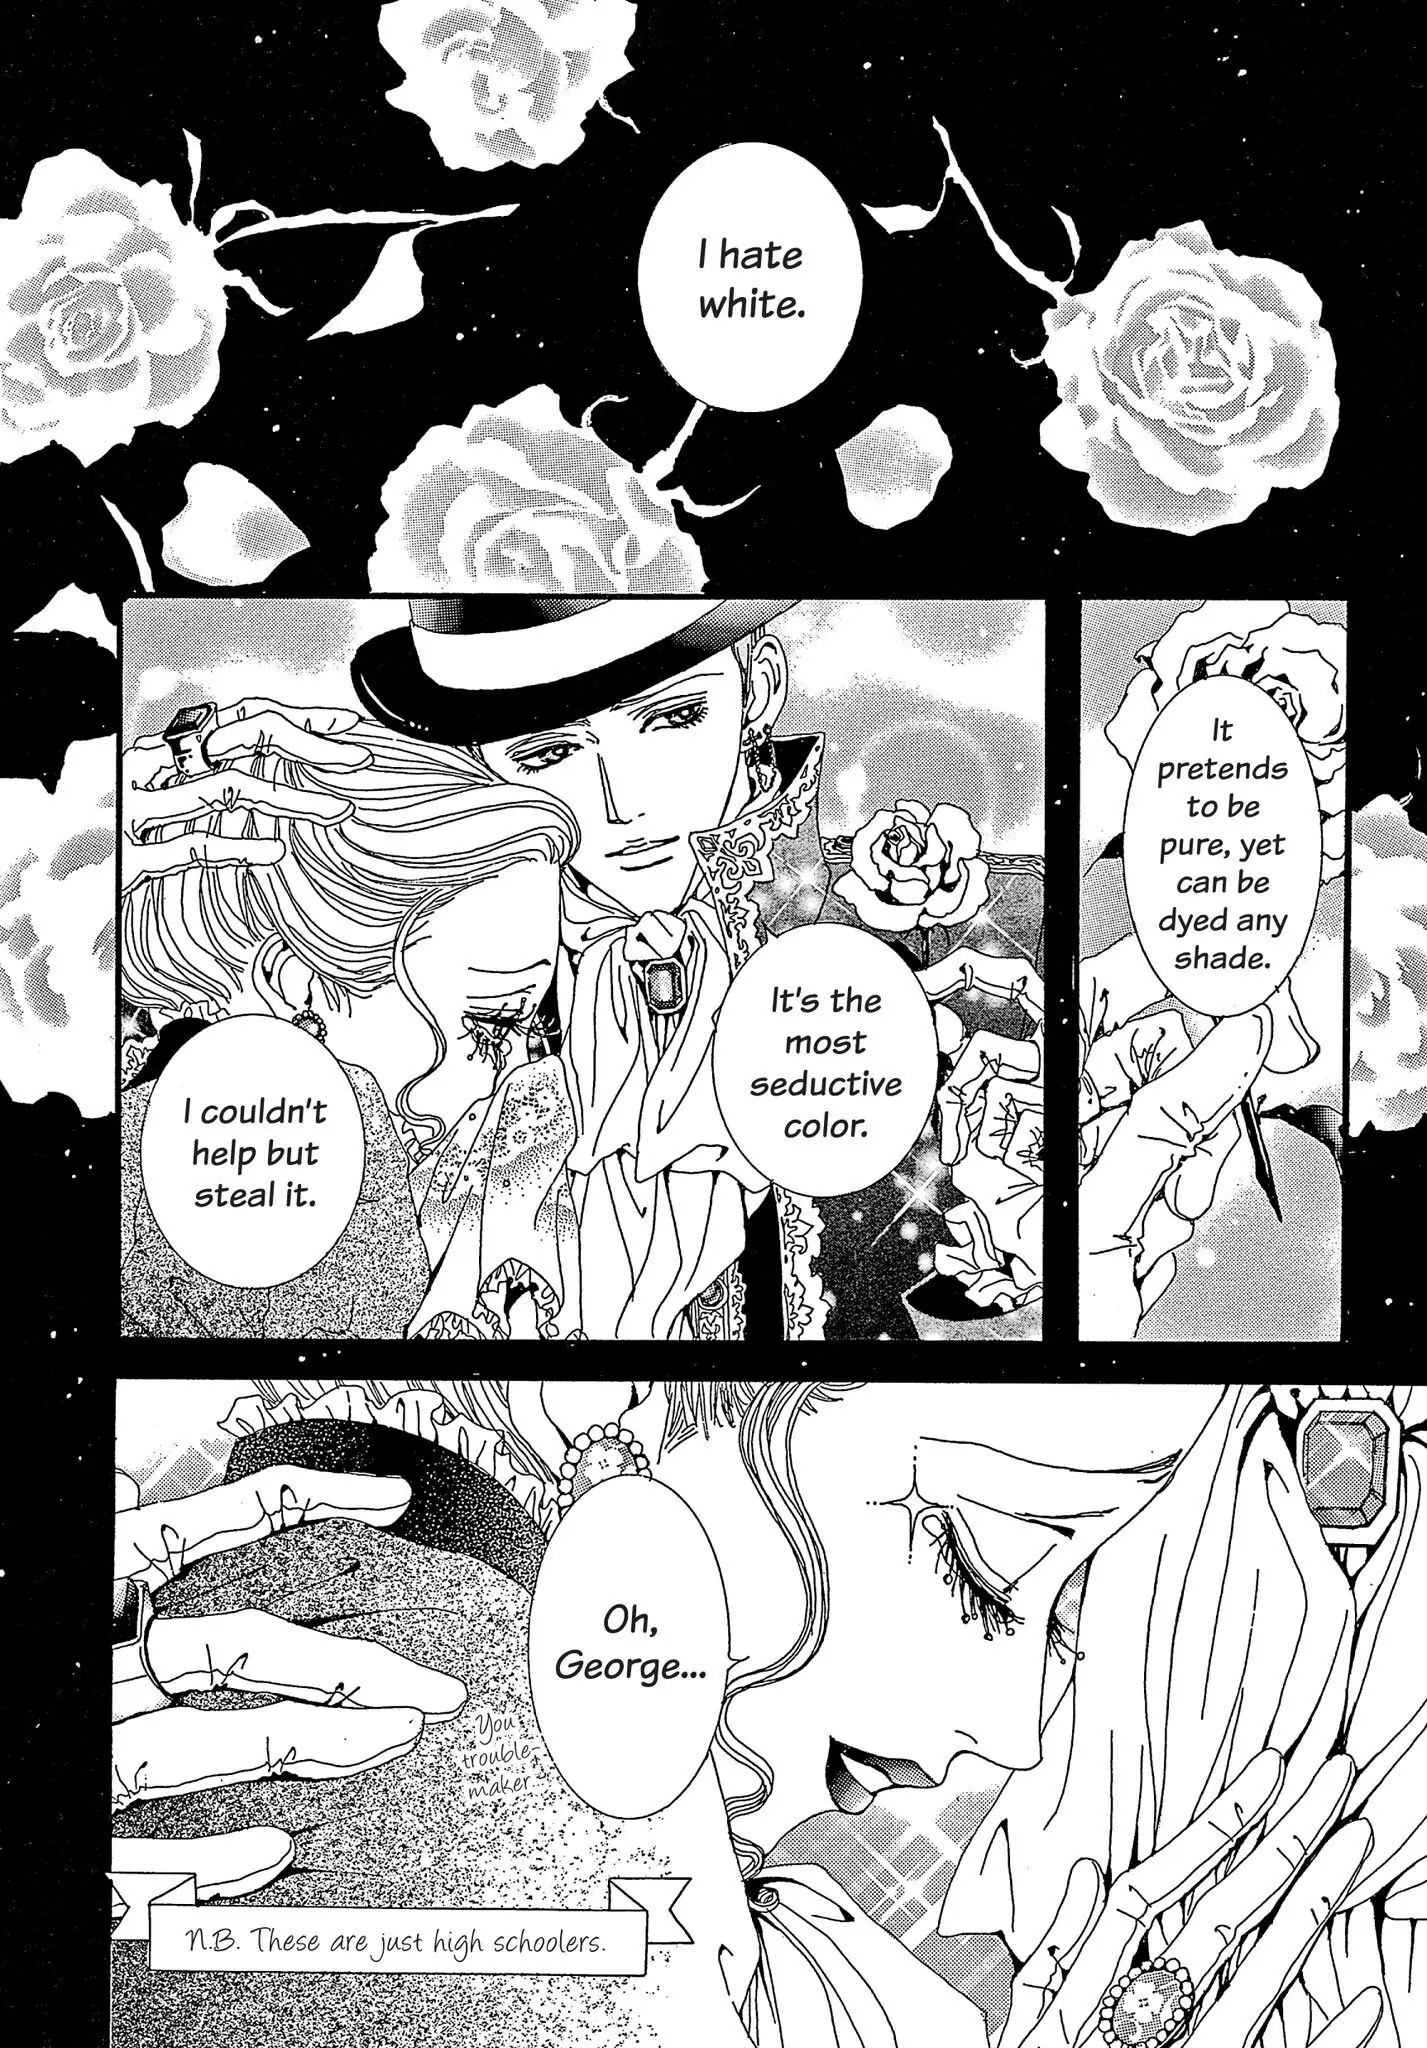 I hate
white.
It
pretends
to be
pure, yet
can be
dyed any
shade.
It's the
most
seductive
color.
I couldn't
help but
steal it.
Oh,
George...
You
trouble-
maker...
N.B. These are just high schoolers.